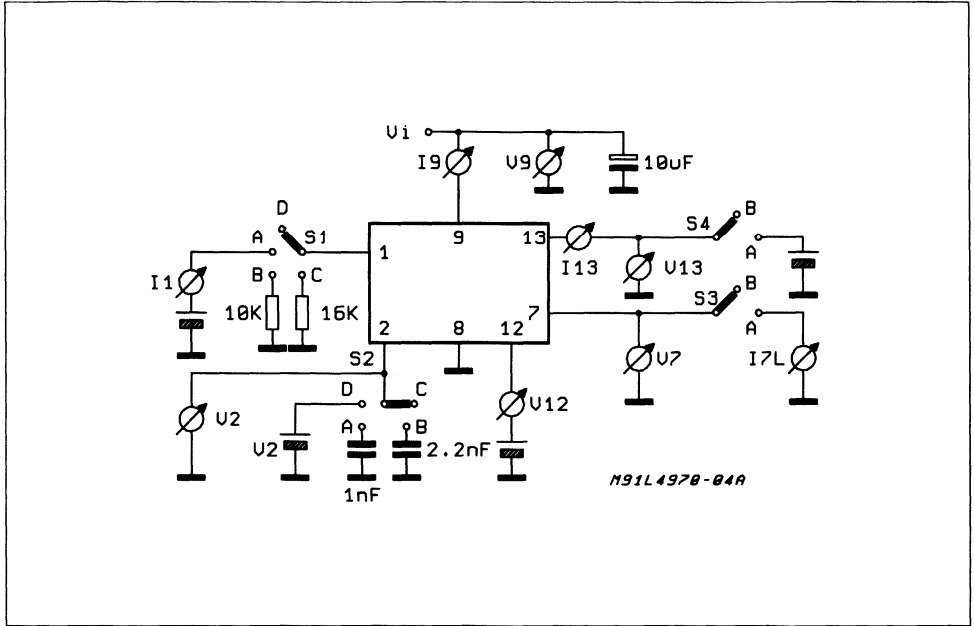 Vi
I9
V9
10uF
D
A
S1
B
C
I1
10K
16K
1
9
13
7
2
8
12
I13
V13
S4
B
A
S3
B
A
V7
I7L
S2
D
C
A
B
V2
V2
1nF
2.2nF
V12
M91L4970-04A